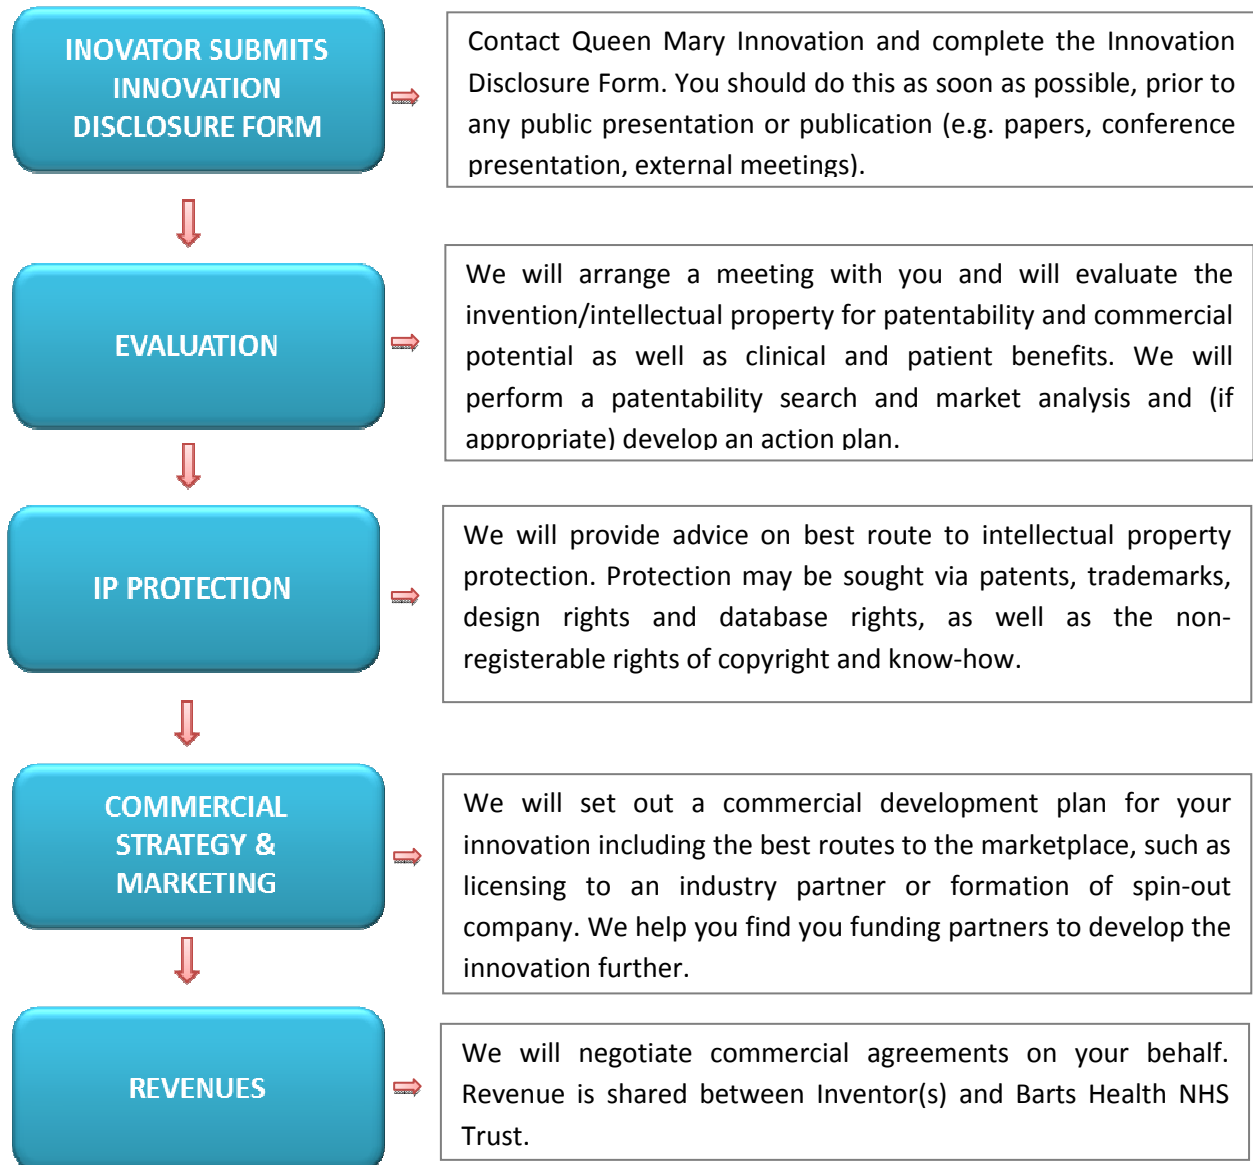 INOVATOR SUBMITS
INNOVATION
DISCLOSURE FORM
Contact Queen Mary Innovation and complete the Innovation
Disclosure Form. You should do this as soon as possible, prior to
any public presentation or publication (e.g. papers, conference
presentation, external meetings).
EVALUATION
We will arrange a meeting with you and will evaluate the
invention/intellectual property for patentability and commercial
potential as well as clinical and patient benefits. We will
perform a patentability search and market analysis and (if
appropriate) develop an action plan.
IP PROTECTION
We will provide advice on best route to intellectual property
protection. Protection may be sought via patents, trademarks,
design rights and database rights, as well as the non-
registerable rights of copyright and know-how.
COMMERCIAL
STRATEGY &
MARKETING
We will set out a commercial development plan for your
innovation including the best routes to the marketplace, such as
licensing to an industry partner or formation of spin-out
company. We help you find you funding partners to develop the
innovation further.
REVENUES
We will negotiate commercial agreements on your behalf.
Revenue is shared between Inventor(s) and Barts Health NHS
Trust.